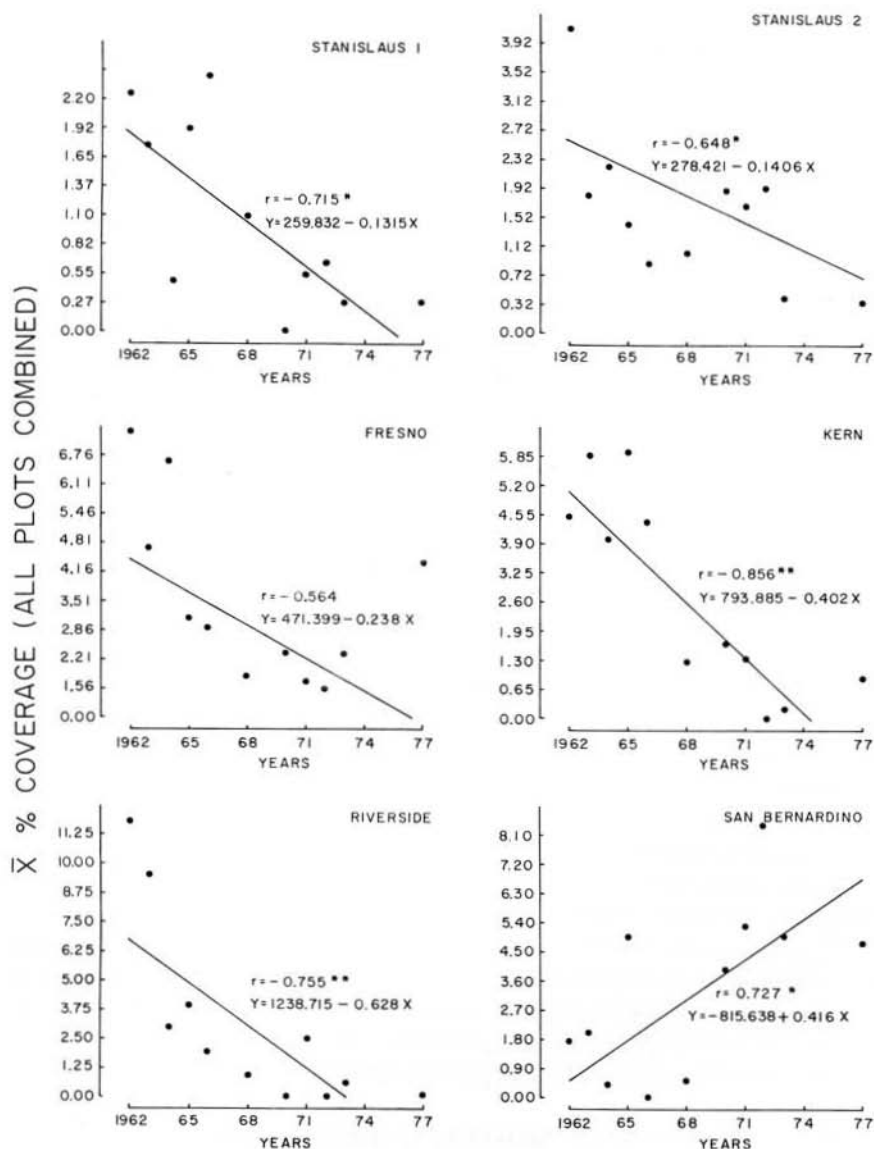 X̄ % COVERAGE (ALL PLOTS COMBINED)
STANISLAUS I
2.20
1.92
1.65
1.37
1.10
0.82
0.55
0.27
0.00
r = -0.715 *
Y = 259.832 - 0.1315X
1962 65 68 71 74 77
YEARS
STANISLAUS 2
3.92
3.52
3.12
2.72
2.32
1.92
1.52
1.12
0.72
0.32
.00
r = -0.648 *
Y = 278.421 - 0.1406 X
1962 65 68 71 74 77
YEARS
FRESNO
6.76
6.11
5.46
4.81
4.16
3.51
2.86
2.21
1.56
0.00
r = -0.564
Y = 471.399 - 0.238 X
1962 65 68 71 74 77
YEARS
KERN
5.85
5.20
4.55
3.90
3.25
2.60
1.95
1.30
0.65
.00
r = -0.856 **
Y = 793.885 - 0.402 X
1962 65 68 71 74 77
YEARS
RIVERSIDE
11.25
10.00
8.75
7.50
6.25
5.00
3.75
2.50
1.25
0.00
r = -0.755 **
Y = 1238.715 - 0.628 X
1962 65 68 71 74 77
YEARS
SAN BERNARDINO
8.10
7.20
6.30
5.40
4.50
3.60
2.70
1.80
0.90
0.00
r = 0.727 *
Y = -815.638 + 0.416 X
1962 65 68 71 74 77
YEARS